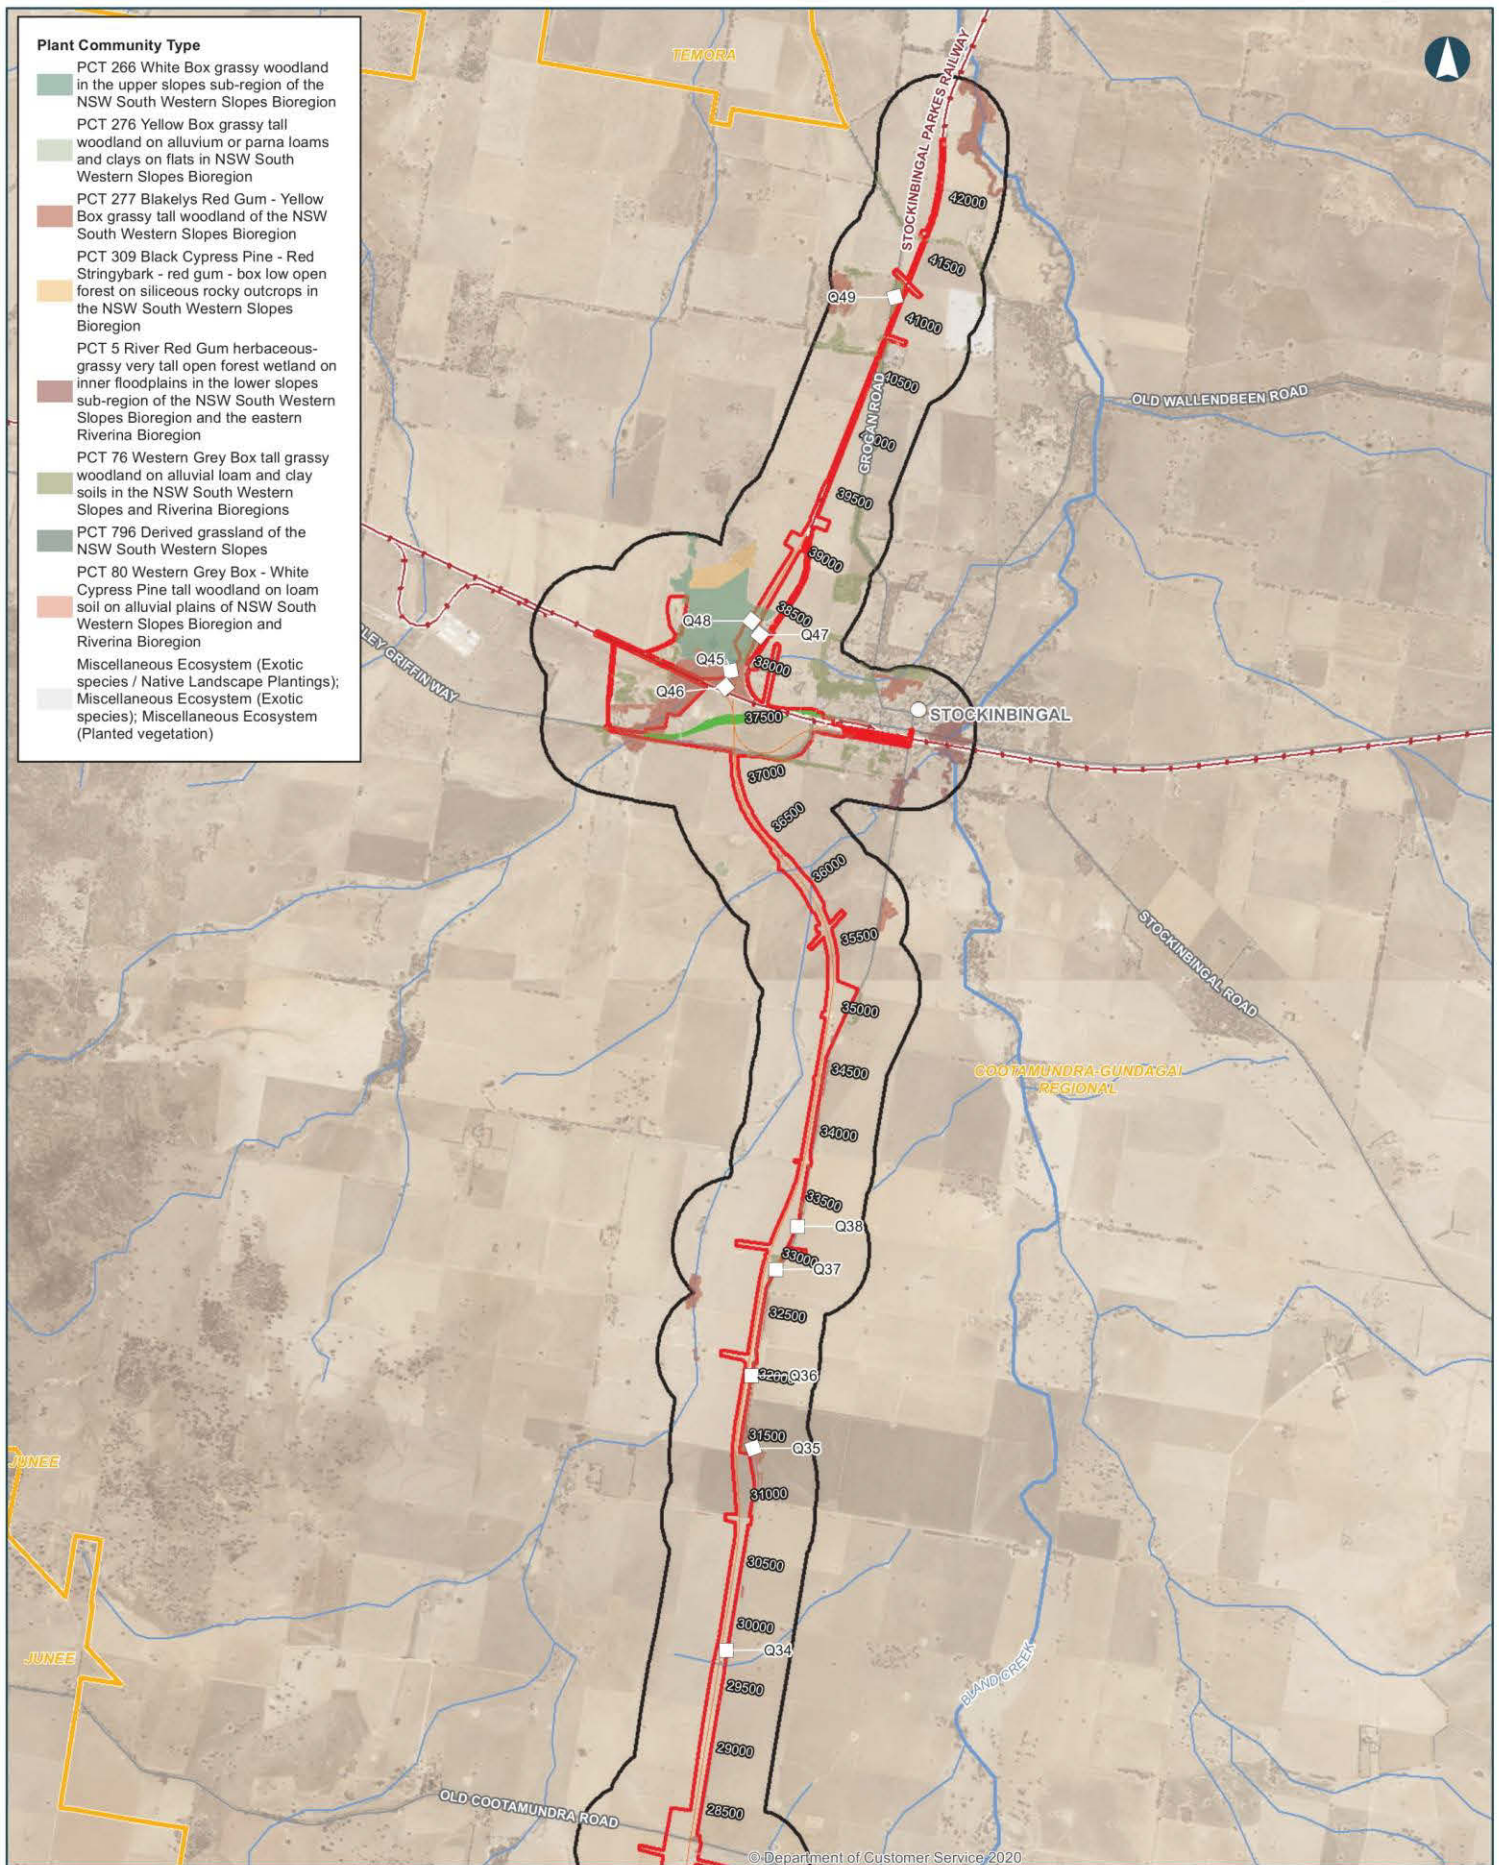 Plant Community Type
PCT 266 White Box grassy woodland
in the upper slopes sub-region of the
NSW South Western Slopes Bioregion
PCT 276 Yellow Box grassy tall
woodland on alluvium or parna loams
and clays on flats in NSW South
Western Slopes Bioregion
PCT 277 Blakelys Red Gum - Yellow
Box grassy tall woodland of the NSW
South Western Slopes Bioregion
PCT 309 Black Cypress Pine - Red
Stringybark - red gum - box low open
forest on siliceous rocky outcrops in
the NSW South Western Slopes
Bioregion
PCT 5 River Red Gum herbaceous-
grassy very tall open forest wetland on
inner floodplains in the lower slopes
sub-region of the NSW South Western
Slopes Bioregion and the eastern
Riverina Bioregion
PCT 76 Western Grey Box tall grassy
woodland on alluvial loam and clay
soils in the NSW South Western
Slopes and Riverina Bioregions
PCT 796 Derived grassland of the
NSW South Western Slopes
PCT 80 Western Grey Box - White
Cypress Pine tall woodland on loam
soil on alluvial plains of NSW South
Western Slopes Bioregion and
Riverina Bioregion
Miscellaneous Ecosystem (Exotic
species / Native Landscape Plantings);
Miscellaneous Ecosystem (Exotic
species); Miscellaneous Ecosystem
(Planted vegetation)
TEMORA
STOCKINBINGAL PARKES RAILWAY
42000
41500
Q49
41000
40500
OLD WALLENDBEEN ROAD
GROGAN ROAD
39500
39000
38500
Q48
Q47
Q45
38000
Q46
LEY GRIFFIN WAY
37500
STOCKINBINGAL
37000
36500
36000
35500
STOCKINBINGAL ROAD
35000
34500
COOTAMUNDRA-GUNDAGAI
REGIONAL
34000
33500
Q38
33000
Q37
32500
Q36
31500
Q35
JUNEE
31000
30500
30000
Q34
JUNEE
29500
BLAND CREEK
29000
OLD COOTAMUNDRA ROAD
28500
© Department of Customer Service 2020